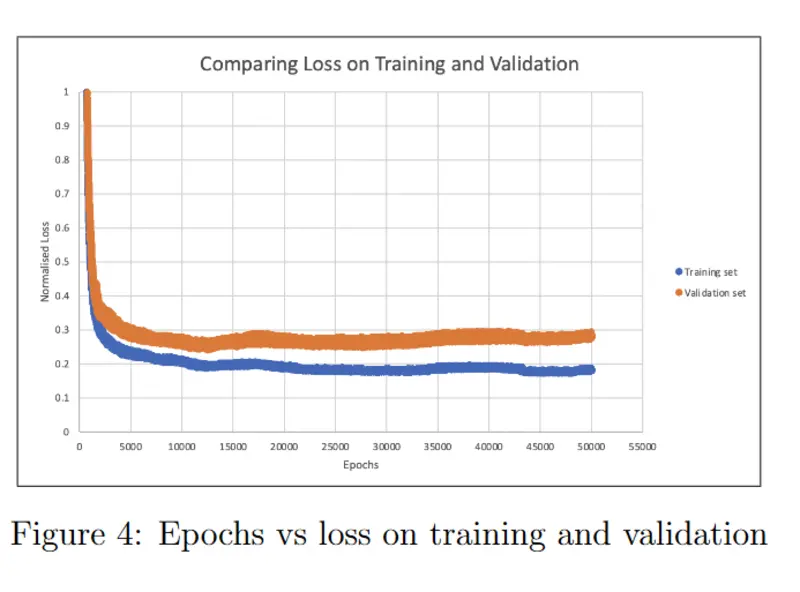 Comparing Loss on Training and Validation
1
0.9
0.8
0.7
0.6
0.5
0.4
0.3
0.2
0.1
0
Normalised Loss
0 5000 10000 15000 20000 25000 30000 35000 40000 45000 50000 55000
Epochs
Training set
Validation set
Figure 4: Epochs vs loss on training and validation